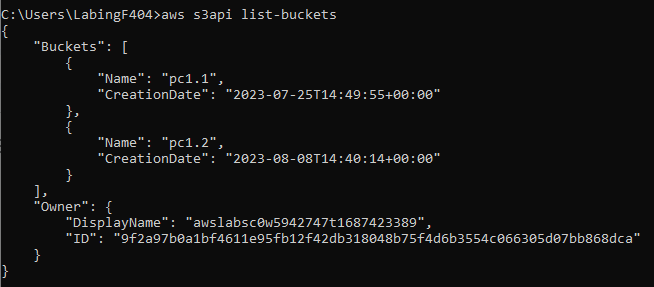 C:\Users\LabingF404>aws s3api list-buckets
{
    "Buckets": [
        {
            "Name": "pc1.1",
            "CreationDate": "2023-07-25T14:49:55+00:00"
        },
        {
            "Name": "pc1.2",
            "CreationDate": "2023-08-08T14:40:14+00:00"
        }
    ],
    "Owner": {
        "DisplayName": "awslabsc0w5942747t1687423389",
        "ID": "9f2a97b0a1bf4611e95fb12f42db318048b75f4d6b3554c066305d07bb868dca"
    }
}